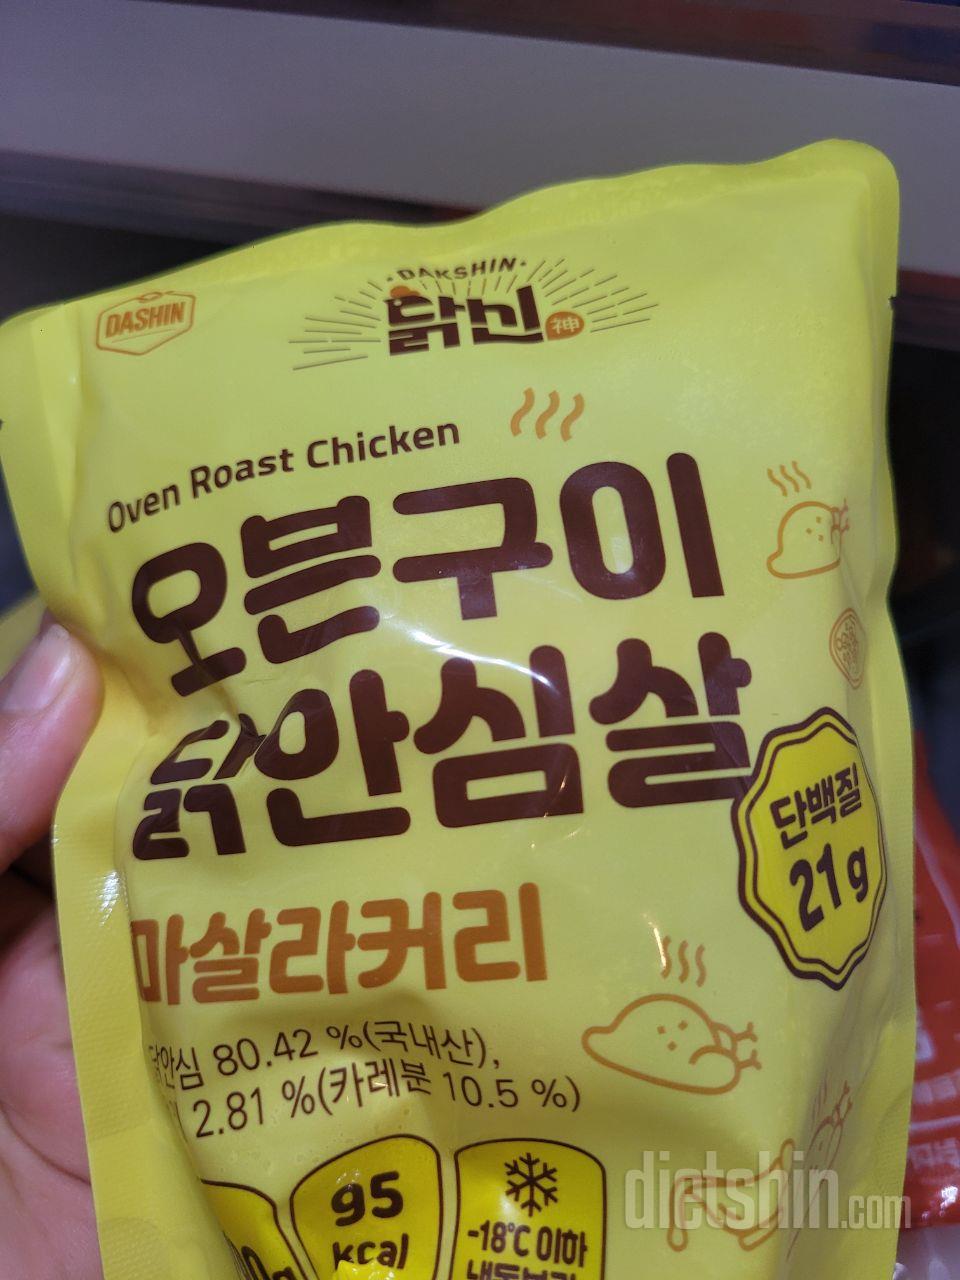 DASHIN
DAKSHIN
닭신 神
Oven Roast Chicken
오븐구이
닭안심살
단백질
21g
마살라커리
닭안심 80.42 %(국내산),
2.81 %(카레분 10.5 %)
95
kcal
-18℃ 이하
dietshin.com